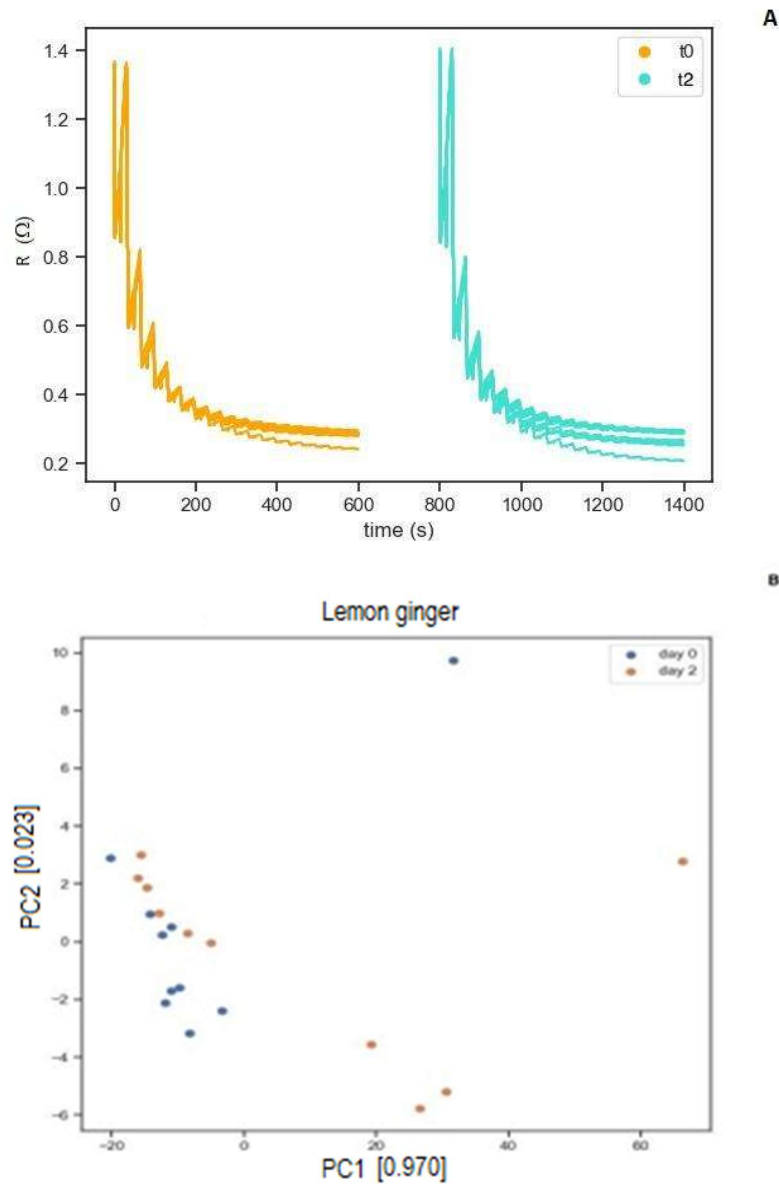 A
1.4
1.2
1.0
0.8
0.6
0.4
0.2
R (Ω)
t0
t2
0 200 400 600 800 1000 1200 1400
time (s)
B
Lemon ginger
10
8
6
4
2
0
−2
−4
−6
PC2 [0.023]
day 0
day 2
−20 0 20 40 60
PC1 [0.970]